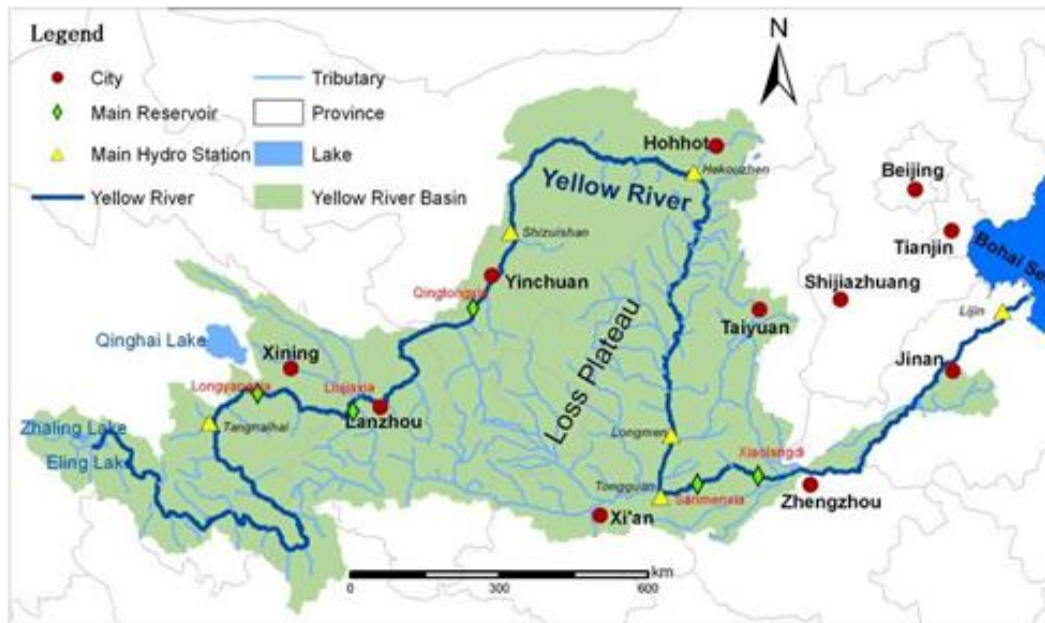 Legend
City
Main Reservoir
Main Hydro Station
Yellow River
Tributary
Province
Lake
Yellow River Basin
N
Hohhot
Hekouzhen
Beijing
Yellow River
Tianjin
Bohai Se
Shizuishan
Yinchuan
Shijiazhuang
Qingtongxia
Lijin
Taiyuan
Qinghai Lake
Xining
Jinan
Loss Plateau
Longyangxia
Liujiaxia
Lanzhou
Zhaling Lake
Tangnaihai
Longmen
Eling Lake
Xiaolangdi
Tongguan
Sanmenxia
Zhengzhou
Xi'an
km
0 300 600